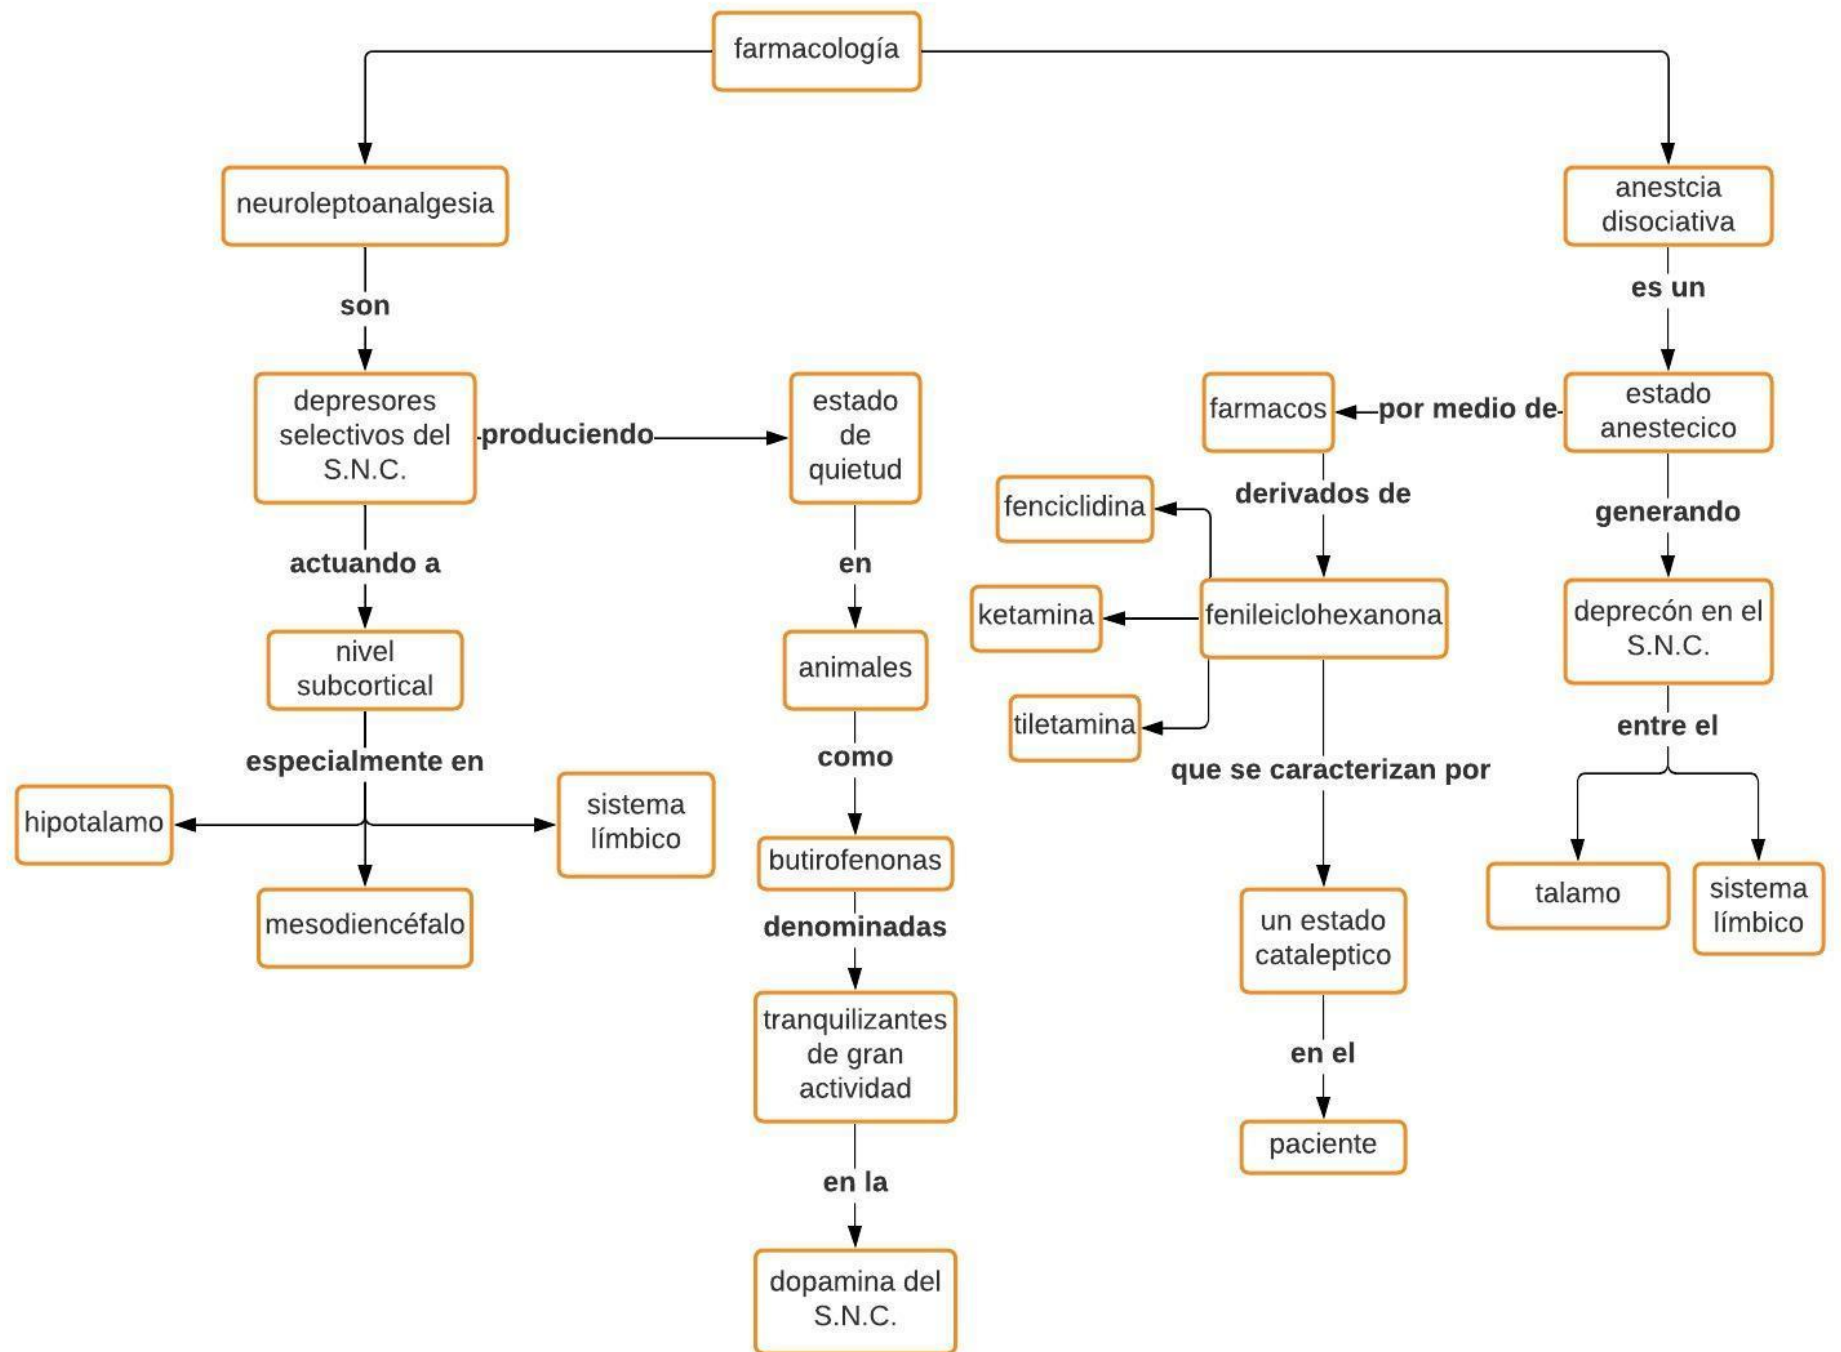 farmacología
neuroleptoanalgesia
son
depresores
selectivos del
S.N.C.
produciendo
estado
de
quietud
actuando a
nivel
subcortical
especialmente en
hipotalamo
mesodiencéfalo
sistema
límbico
en
animales
como
butirofenonas
denominadas
tranquilizantes
de gran
actividad
en la
dopamina del
S.N.C.
anestcia
disociativa
es un
estado
anestecico
por medio de
farmacos
derivados de
fenileiclohexanona
fenciclidina
ketamina
tiletamina
que se caracterizan por
un estado
cataleptico
en el
paciente
generando
deprecón en el
S.N.C.
entre el
talamo
sistema
límbico